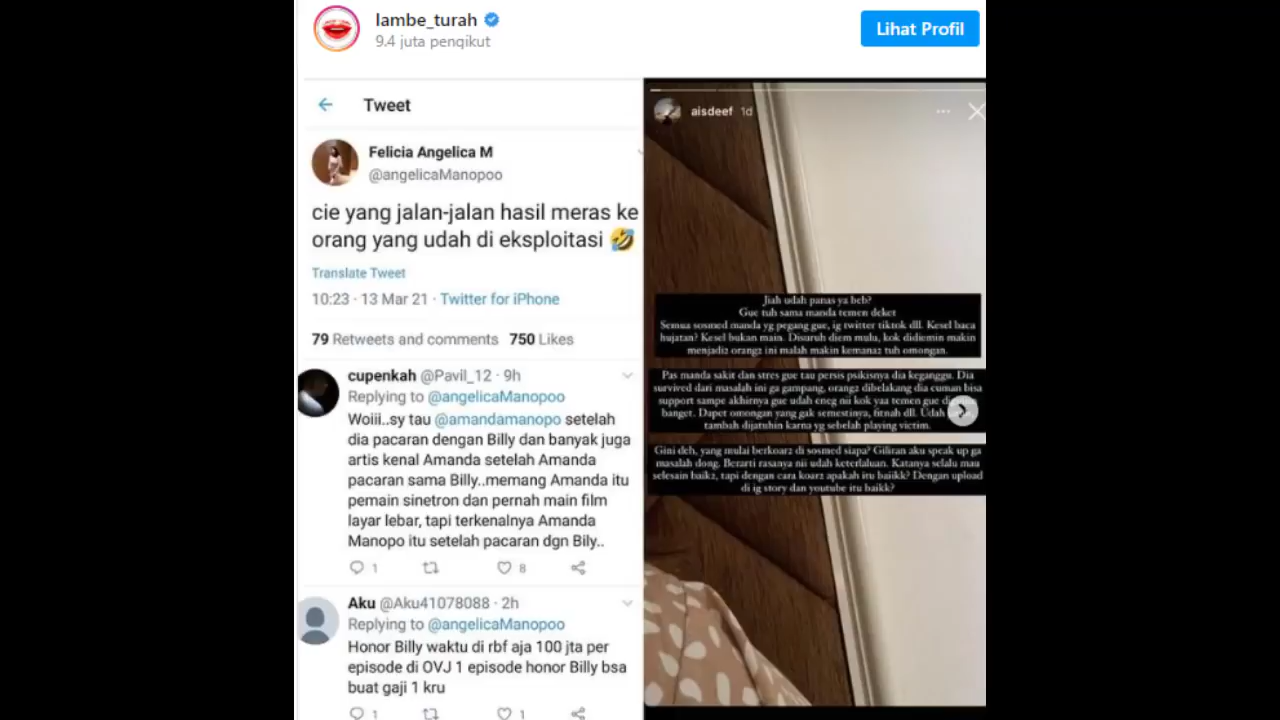 lambe_turah
9.4 juta pengikut
Lihat Profil
Tweet
Felicia Angelica M
@angelicaManopoo
cie yang jalan-jalan hasil meras ke
orang yang udah di eksploitasi 🤣
Translate Tweet
10:23 · 13 Mar 21 · Twitter for iPhone
79 Retweets and comments 750 Likes
cupenkah @Pavil_12 · 9h
Replying to @angelicaManopoo
Woiii..sy tau @amandamanopo setelah
dia pacaran dengan Billy dan banyak juga
artis kenal Amanda setelah Amanda
pacaran sama Billy..memang Amanda itu
pemain sinetron dan pernah main film
layar lebar, tapi terkenalnya Amanda
Manopo itu setelah pacaran dgn Bily..
1 8
Aku @Aku41078088 · 2h
Replying to @angelicaManopoo
Honor Billy waktu di rbf aja 100 jta per
episode di OVJ 1 episode honor Billy bsa
buat gaji 1 kru
1 1
aisdeef 1d
Jiah udah panas ya beb?
Gue tuh sama manda temen deket
Semua sosmed manda yg pegang gue, ig twitter tiktok dll. Kesel baca
hujatan? Kesel bukan main. Disuruh diem mulu, kok didiemin makin
menjadi2 orang2 ini malah makin kemana2 tuh omongan.
Pas manda sakit dan stres gue tau persis psikisnya dia keganggu. Dia
survived dari masalah ini ga gampang, orang2 dibelakang dia cuman bisa
support sampe akhirnya gue udah eneg nii kok yaa temen gue
banget. Dapet omongan yang gak semestinya, fitnah dll. Udah
tambah dijatuhin karna yg sebelah playing victim.
Gini deh, yang mulai berkoar2 di sosmed siapa? Giliran aku speak up ga
masalah dong. Berarti rasanya nii udah keterlaluan. Katanya selalu mau
selesain baik2, tapi dengan cara koar2 apakah itu baiikk? Dengan upload
di ig story dan youtube itu baikk?